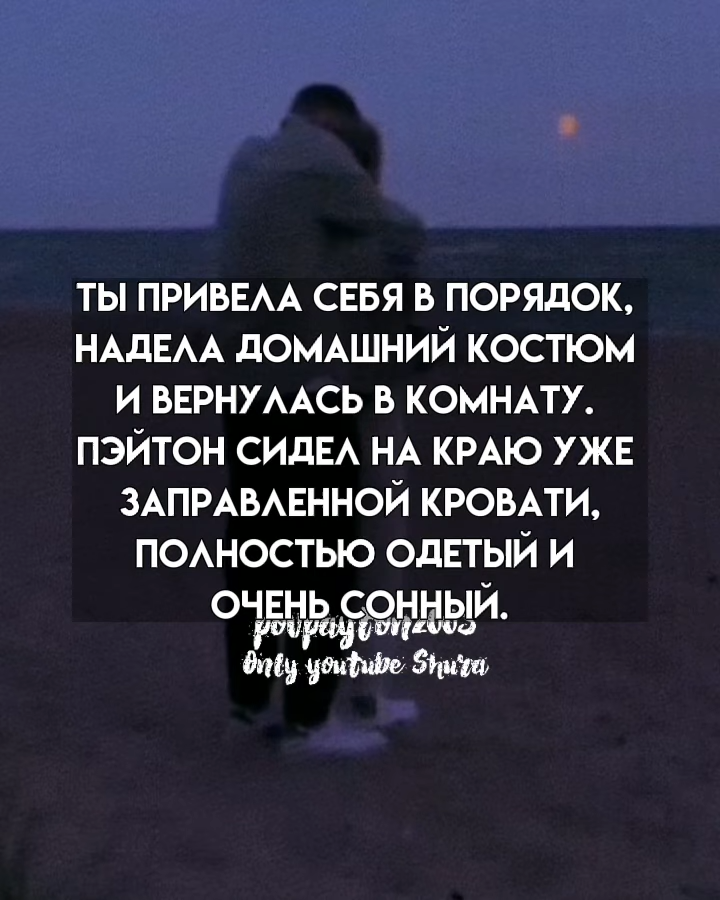 ТЫ ПРИВЕЛА СЕБЯ В ПОРЯДОК,
НАДЕЛА ДОМАШНИЙ КОСТЮМ
И ВЕРНУЛАСЬ В КОМНАТУ.
ПЭЙТОН СИДЕЛ НА КРАЮ УЖЕ
ЗАПРАВЛЕННОЙ КРОВАТИ,
ПОЛНОСТЬЮ ОДЕТЫЙ И
ОЧЕНЬ СОННЫЙ.
povpayton2003
Only youtube Shura